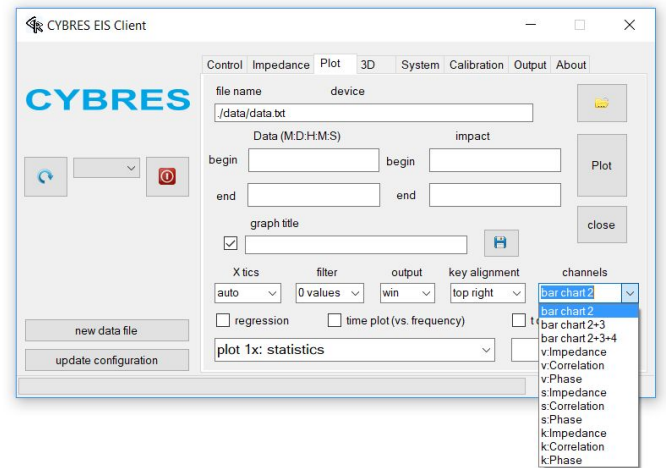 CYBRES EIS Client
Control Impedance Plot 3D System Calibration Output About
CYBRES
file name device
./data/data.txt
Data (M:D:H:M:S) impact
begin begin
Plot
end end
graph title
close
X tics filter output key alignment channels
auto 0 values win top right bar chart 2
regression time plot (vs. frequency)
plot 1x: statistics
new data file
update configuration
bar chart 2
bar chart 2+3
bar chart 2+3+4
v:Impedance
v:Correlation
v:Phase
s:Impedance
s:Correlation
s:Phase
k:Impedance
k:Correlation
k:Phase